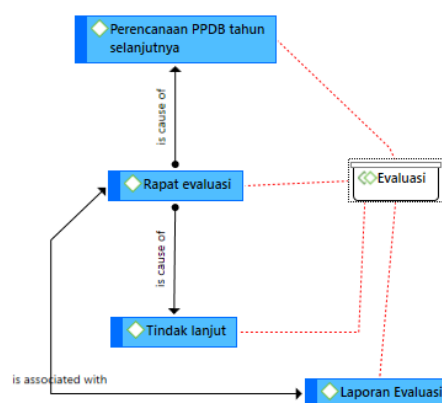 Perencanaan PPDB tahun
selanjutnya
is cause of
Rapat evaluasi
Evaluasi
is cause of
Tindak lanjut
is associated with
Laporan Evaluasi